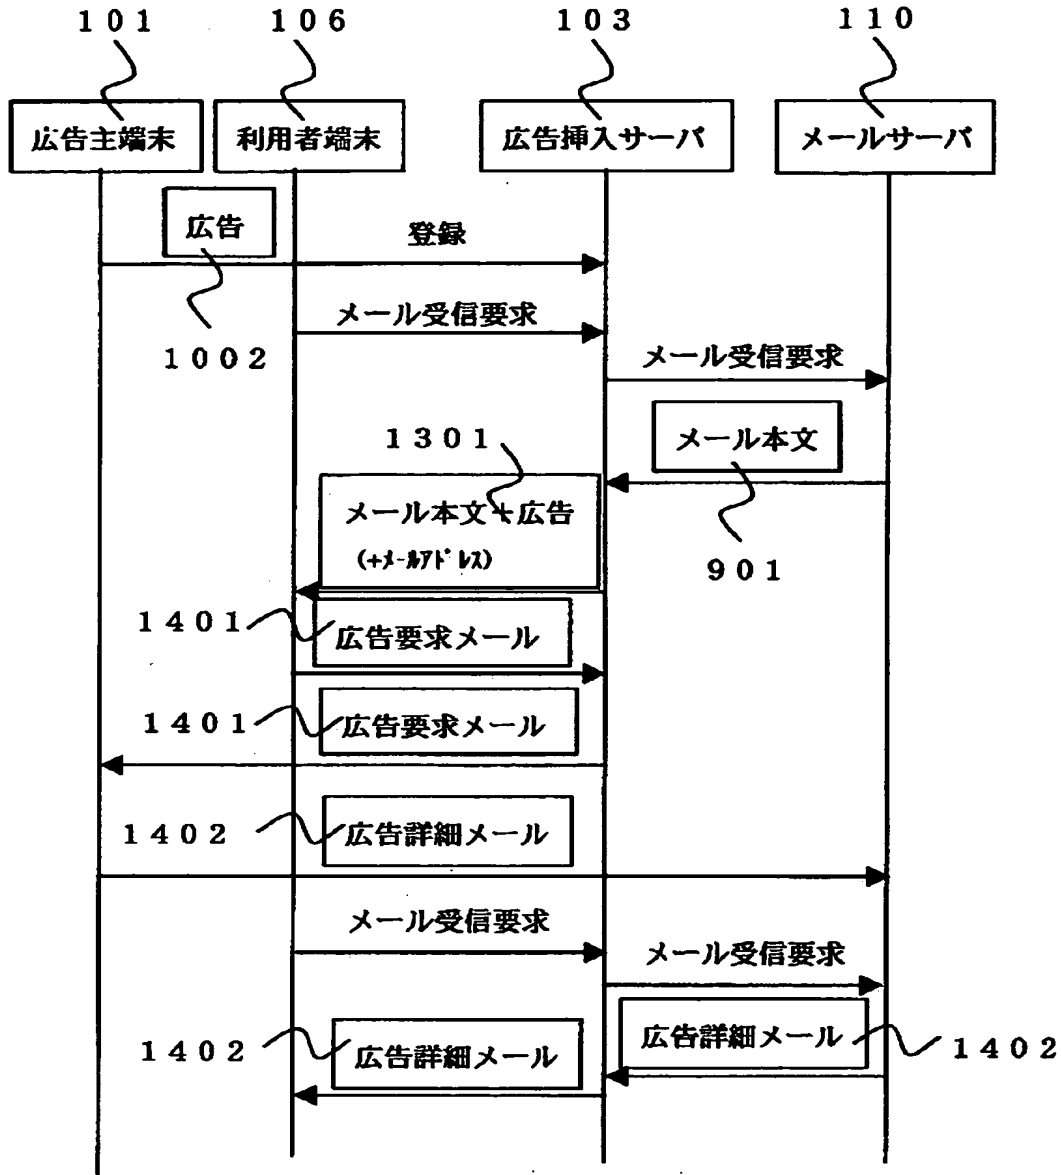 １０１
１０６
１０３
１１０
広告主端末
利用者端末
広告挿入サーバ
メールサーバ
広告
登録
１００２
メール受信要求
メール受信要求
メール本文
９０１
１３０１
メール本文＋広告
(+ﾒｰﾙｱﾄﾞﾚｽ)
１４０１
広告要求メール
１４０１
広告要求メール
１４０２
広告詳細メール
メール受信要求
メール受信要求
広告詳細メール
１４０２
１４０２
広告詳細メール